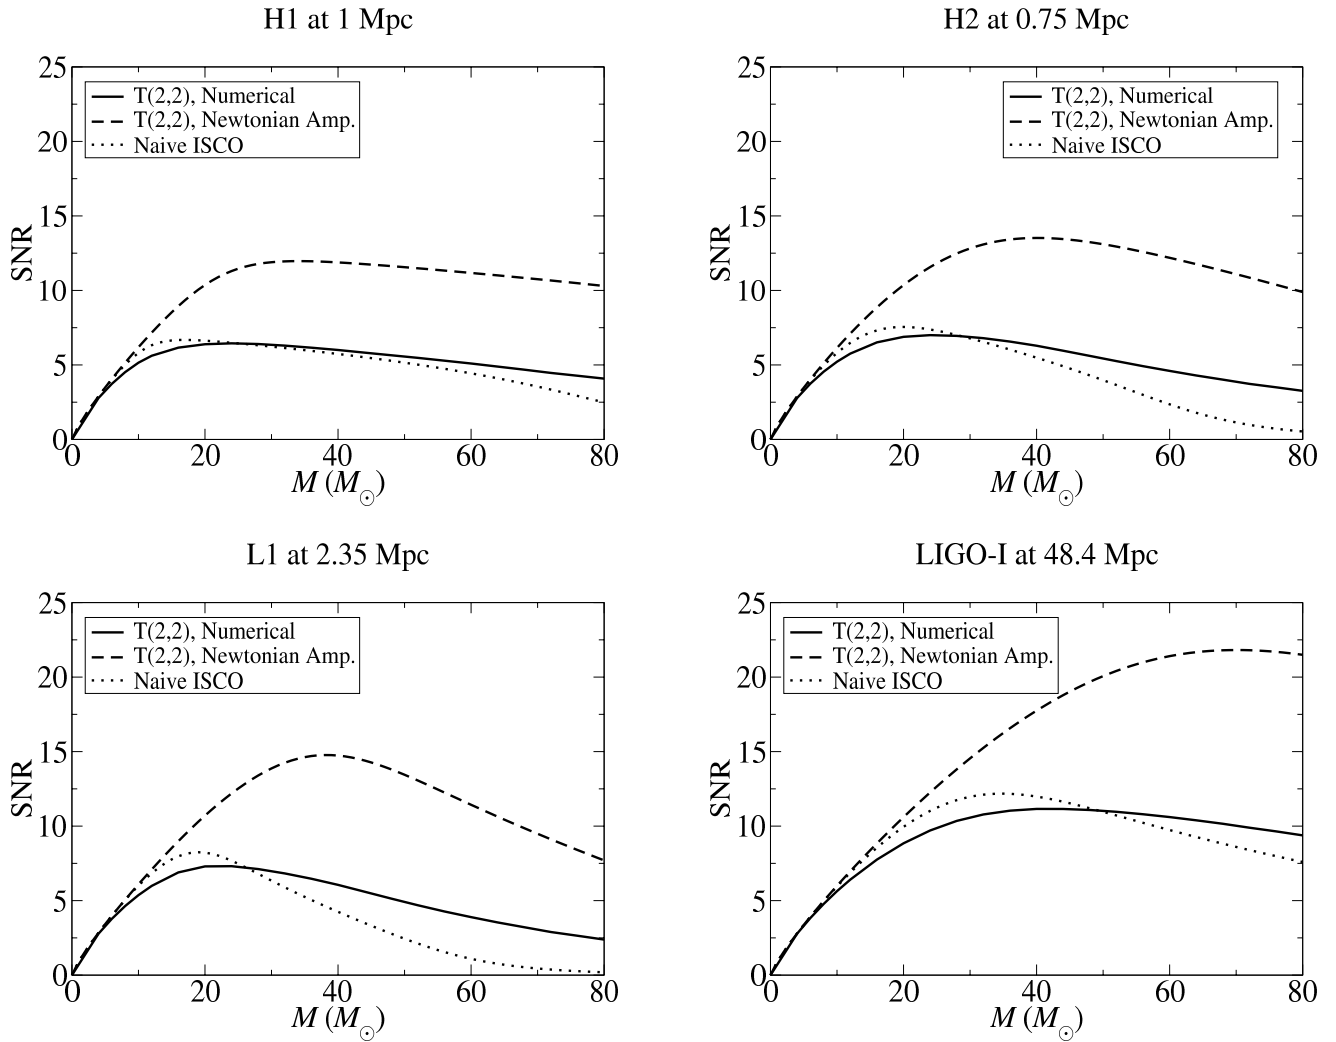 H1 at 1 Mpc
25
20
15
10
5
0
SNR
T(2,2), Numerical
T(2,2), Newtonian Amp.
Naive ISCO
0 20 40 60 80
M (M☉)
H2 at 0.75 Mpc
25
20
15
10
5
0
SNR
T(2,2), Numerical
T(2,2), Newtonian Amp.
Naive ISCO
0 20 40 60 80
M (M☉)
L1 at 2.35 Mpc
25
20
15
10
5
0
SNR
T(2,2), Numerical
T(2,2), Newtonian Amp.
Naive ISCO
0 20 40 60 80
M (M☉)
LIGO-I at 48.4 Mpc
25
20
15
10
5
0
SNR
T(2,2), Numerical
T(2,2), Newtonian Amp.
Naive ISCO
0 20 40 60 80
M (M☉)